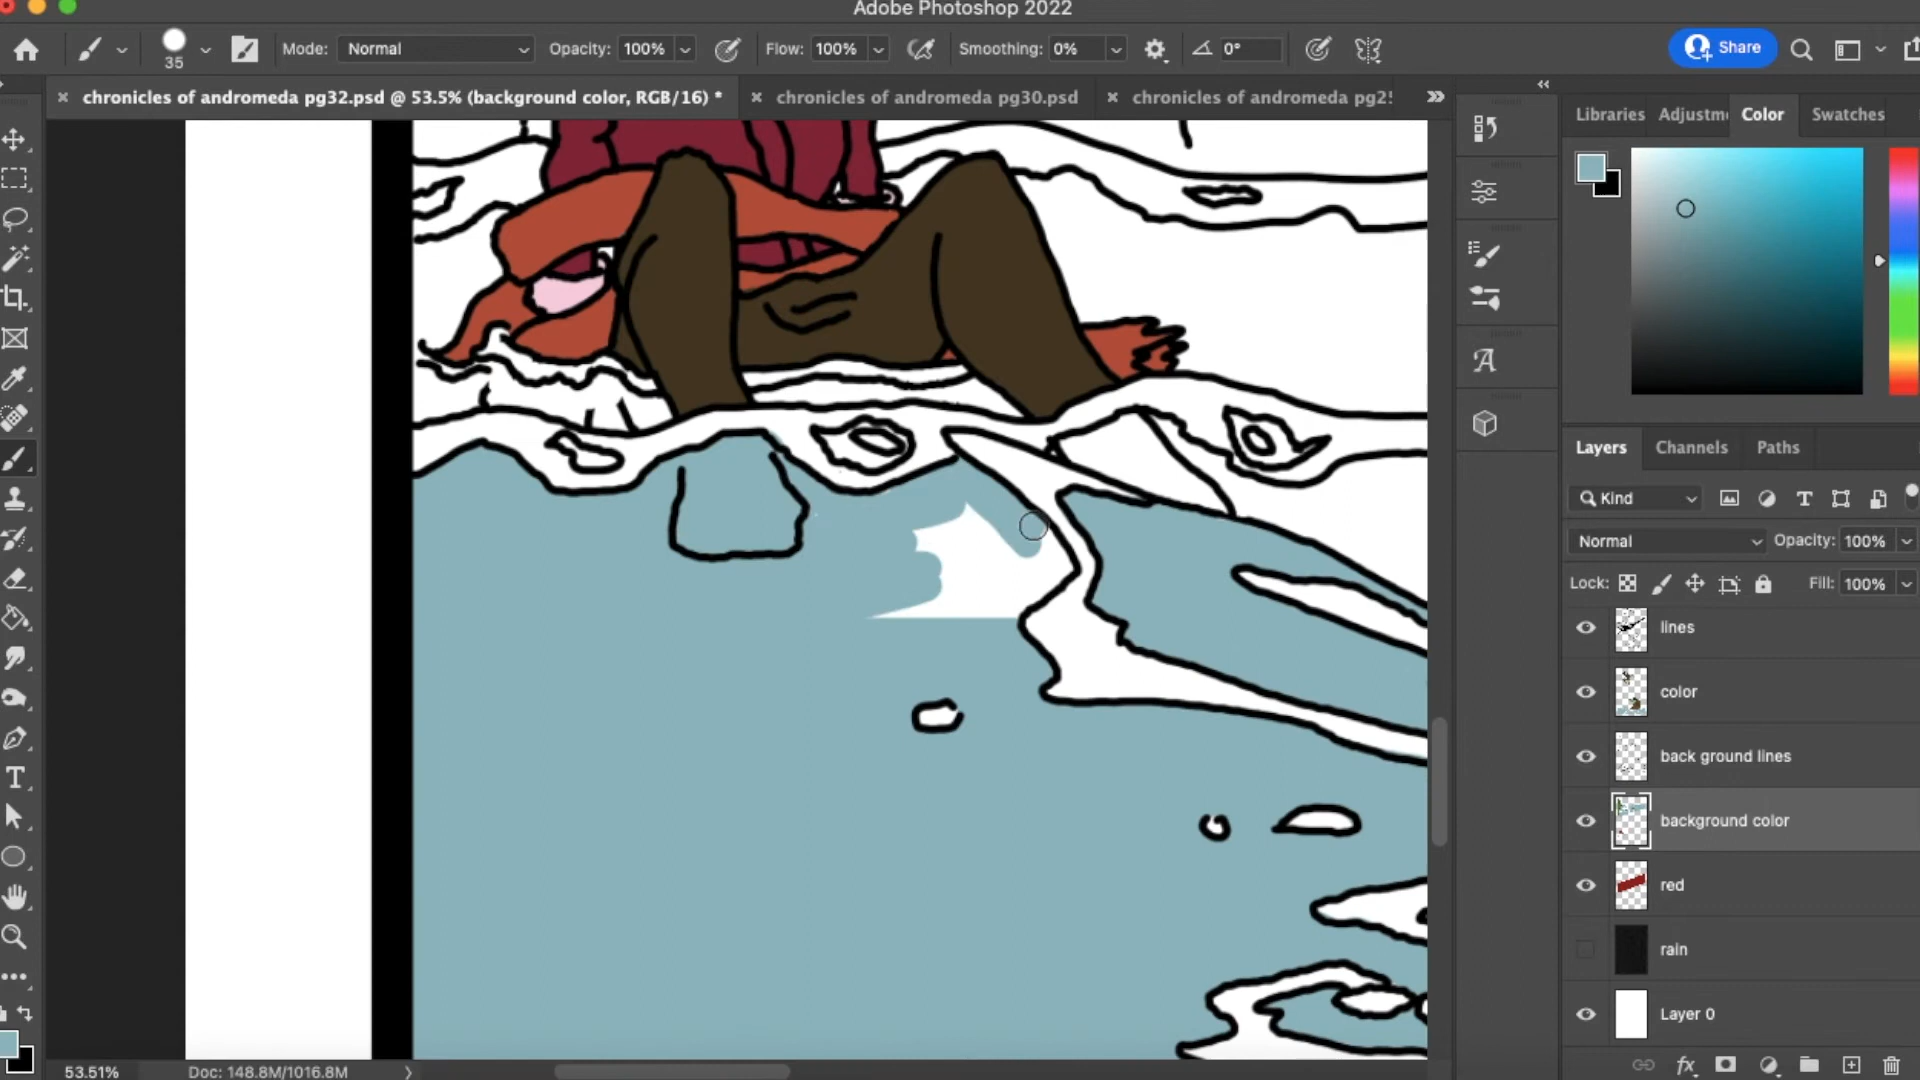 Adobe Photoshop 2022
35
Mode: Normal
Opacity: 100%
Flow: 100%
Smoothing: 0%
0°
Share
chronicles of andromeda pg32.psd @ 53.5% (background color, RGB/16) *
chronicles of andromeda pg30.psd
chronicles of andromeda pg25
Libraries
Adjustm
Color
Swatches
Layers
Channels
Paths
Kind
Normal
Opacity: 100%
Lock:
Fill: 100%
lines
color
back ground lines
background color
red
rain
Layer 0
fx
53.51%
Doc: 148.8M/1016.8M